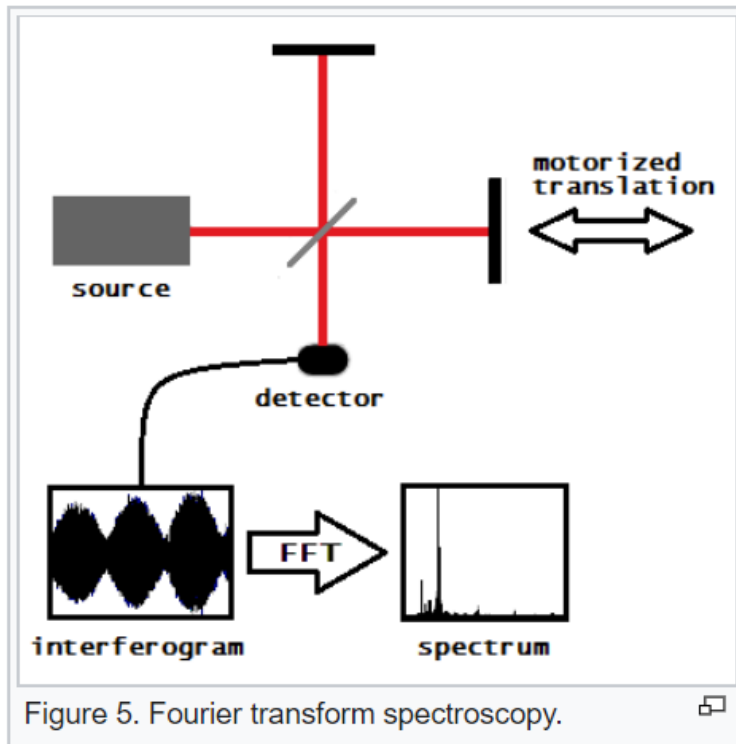 motorized
translation
source
detector
FFT
interferogram
spectrum
Figure 5. Fourier transform spectroscopy.